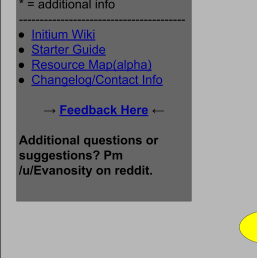 * = additional info
------------------------------------------
● Initium Wiki
● Starter Guide
● Resource Map(alpha)
● Changelog/Contact Info
→ Feedback Here ←
Additional questions or
suggestions? Pm
/u/Evanosity on reddit.